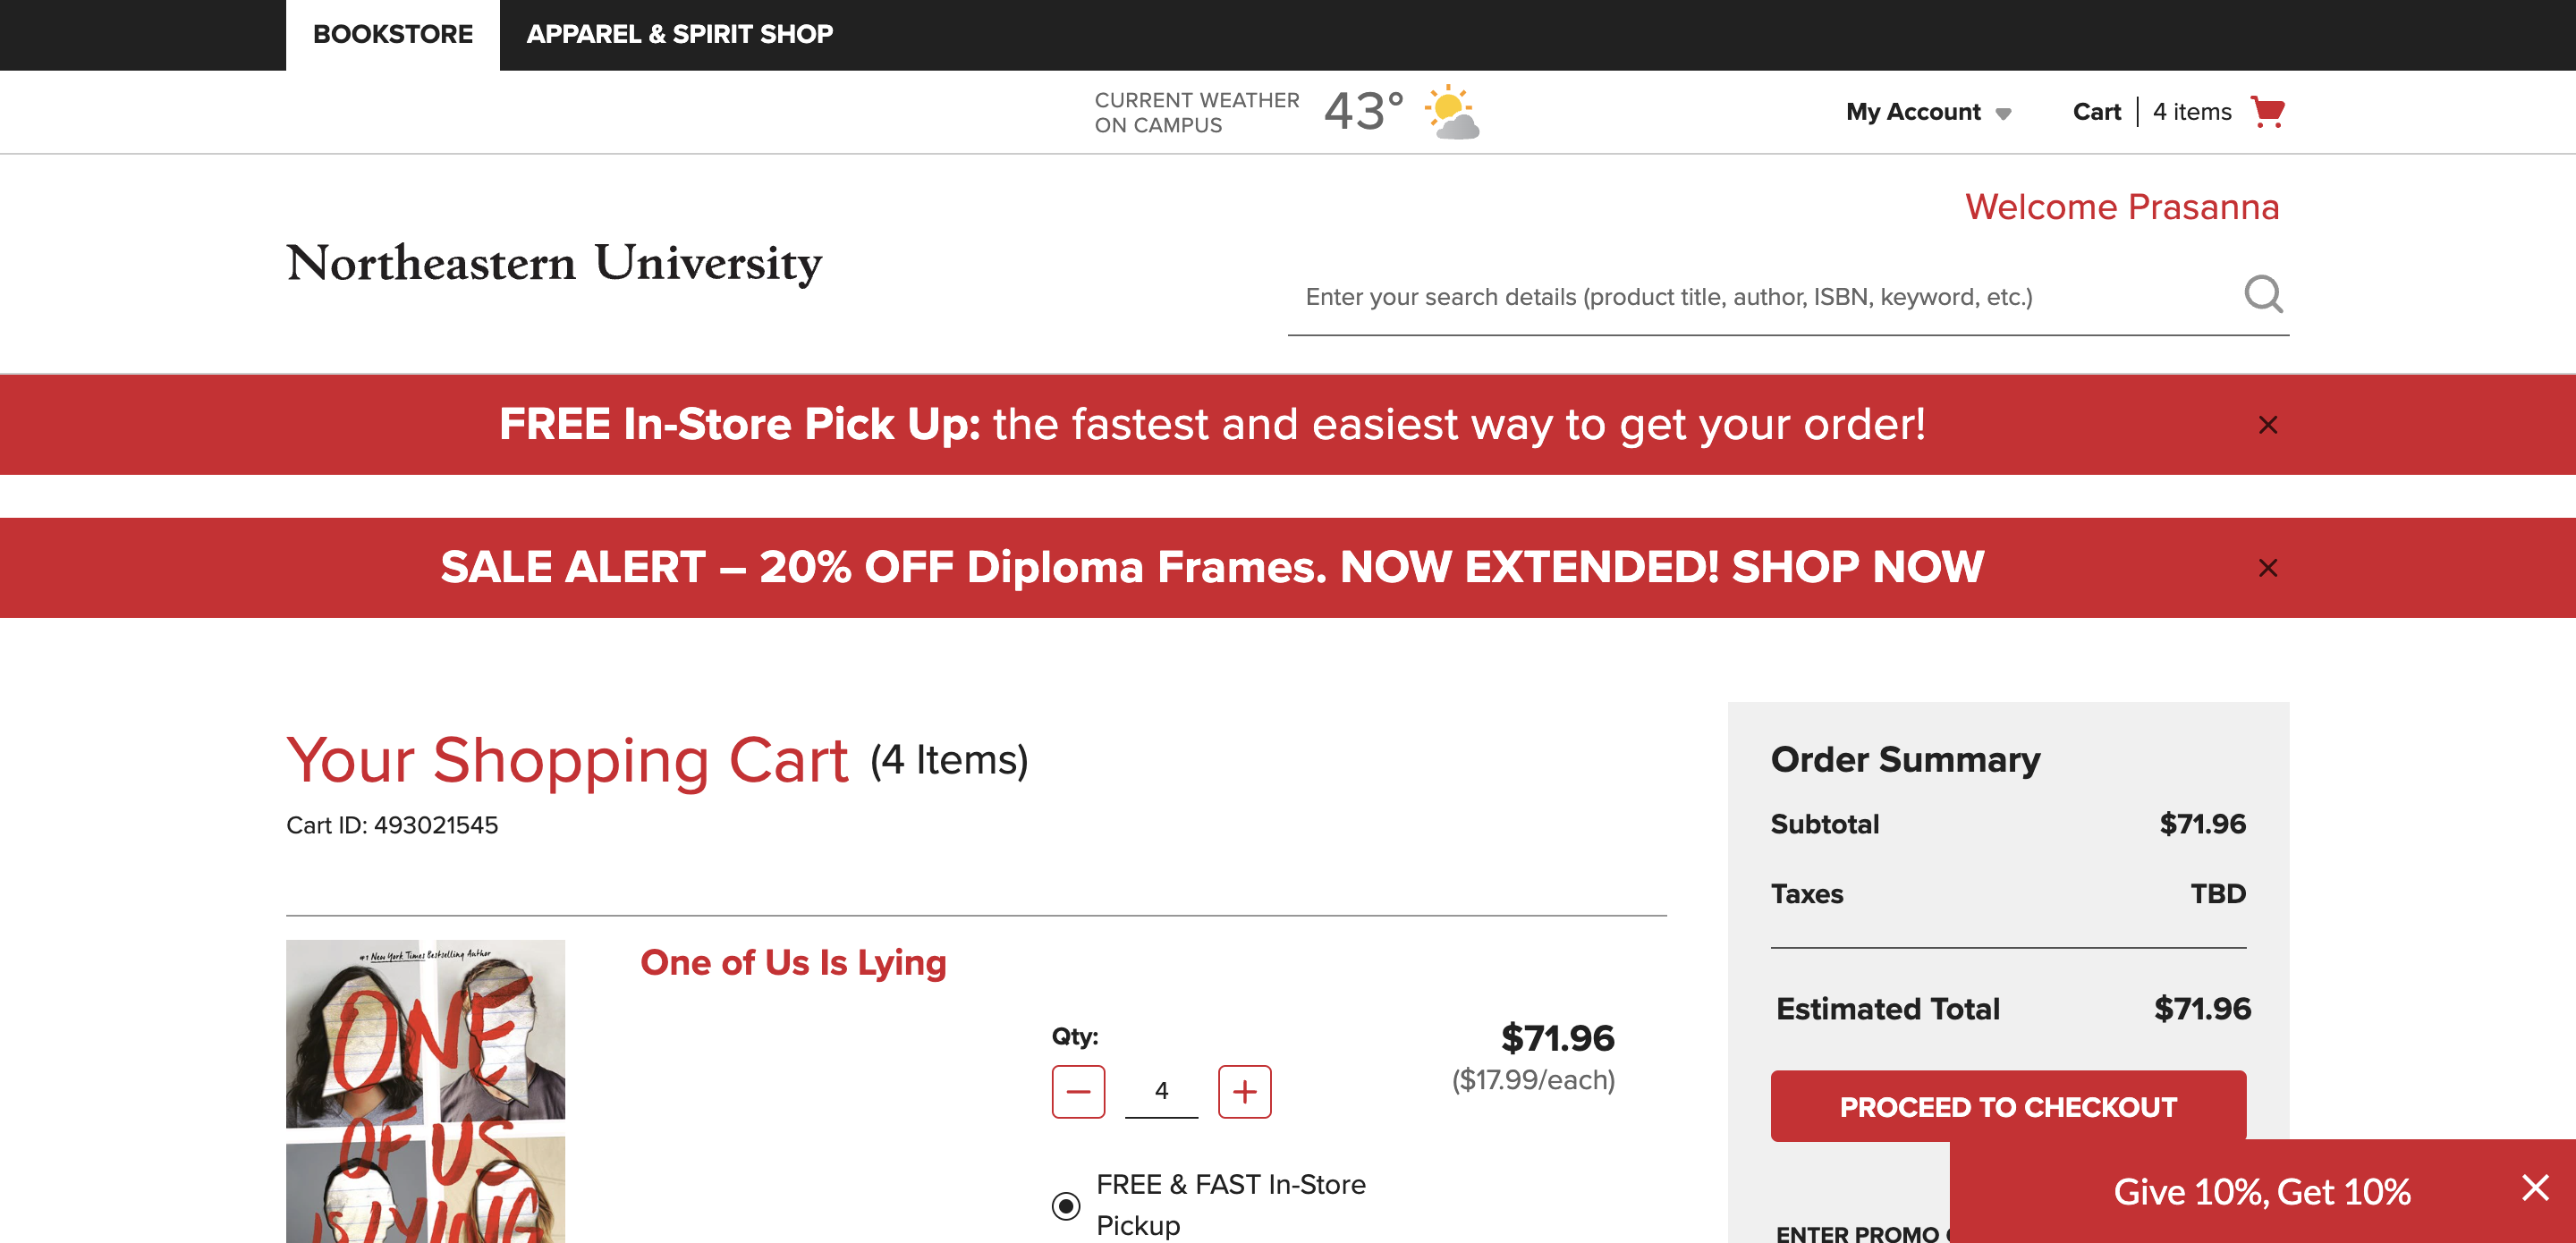 BOOKSTORE
APPAREL & SPIRIT SHOP
CURRENT WEATHER
ON CAMPUS
43°
My Account
Cart | 4 items
Welcome Prasanna
Northeastern University
Enter your search details (product title, author, ISBN, keyword, etc.)
FREE In-Store Pick Up: the fastest and easiest way to get your order!
SALE ALERT – 20% OFF Diploma Frames. NOW EXTENDED! SHOP NOW
Your Shopping Cart (4 Items)
Cart ID: 493021545
#1 New York Times Bestselling Author
ONE
OF US
IS LYING
One of Us Is Lying
Qty:
4
$71.96
($17.99/each)
FREE & FAST In-Store
Pickup
Order Summary
Subtotal $71.96
Taxes TBD
Estimated Total $71.96
PROCEED TO CHECKOUT
ENTER PROMO
Give 10%, Get 10%